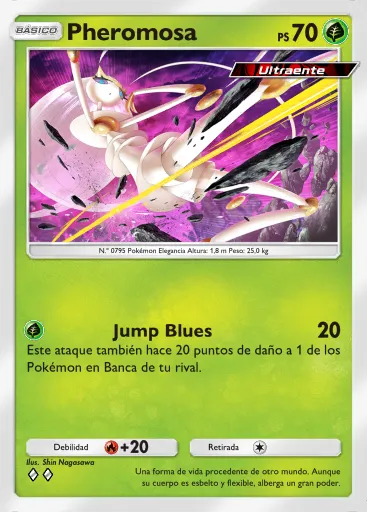 BÁSICO Pheromosa PS 70
Ultraente
N.º 0795 Pokémon Elegancia Altura: 1,8 m Peso: 25,0 kg
Jump Blues 20
Este ataque también hace 20 puntos de daño a 1 de los
Pokémon en Banca de tu rival.
Debilidad +20 Retirada
Ilus. Shin Nagasawa
Una forma de vida procedente de otro mundo. Aunque
su cuerpo es esbelto y flexible, alberga un gran poder.